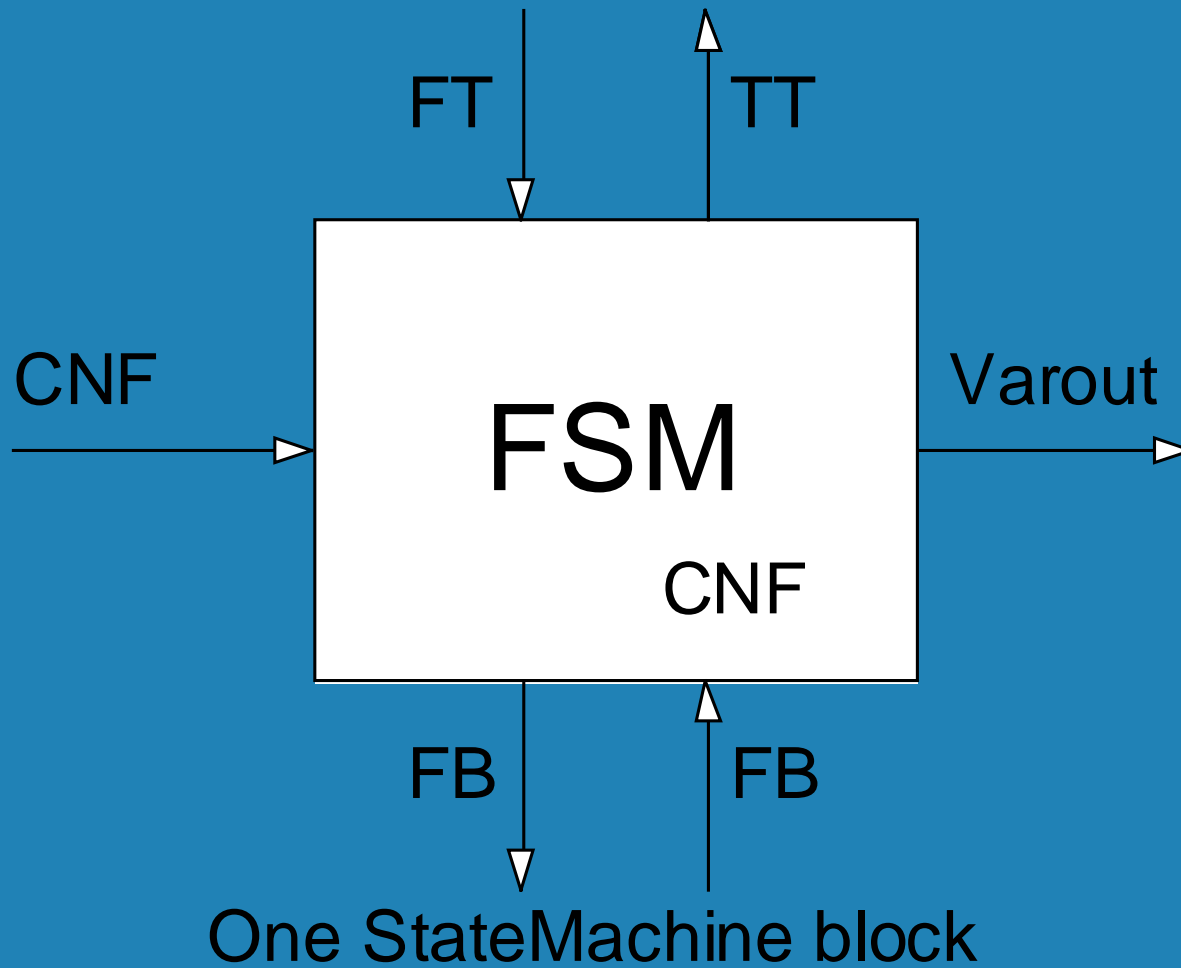 FT TT
CNF Varout
FSM
CNF
FB FB
One StateMachine block